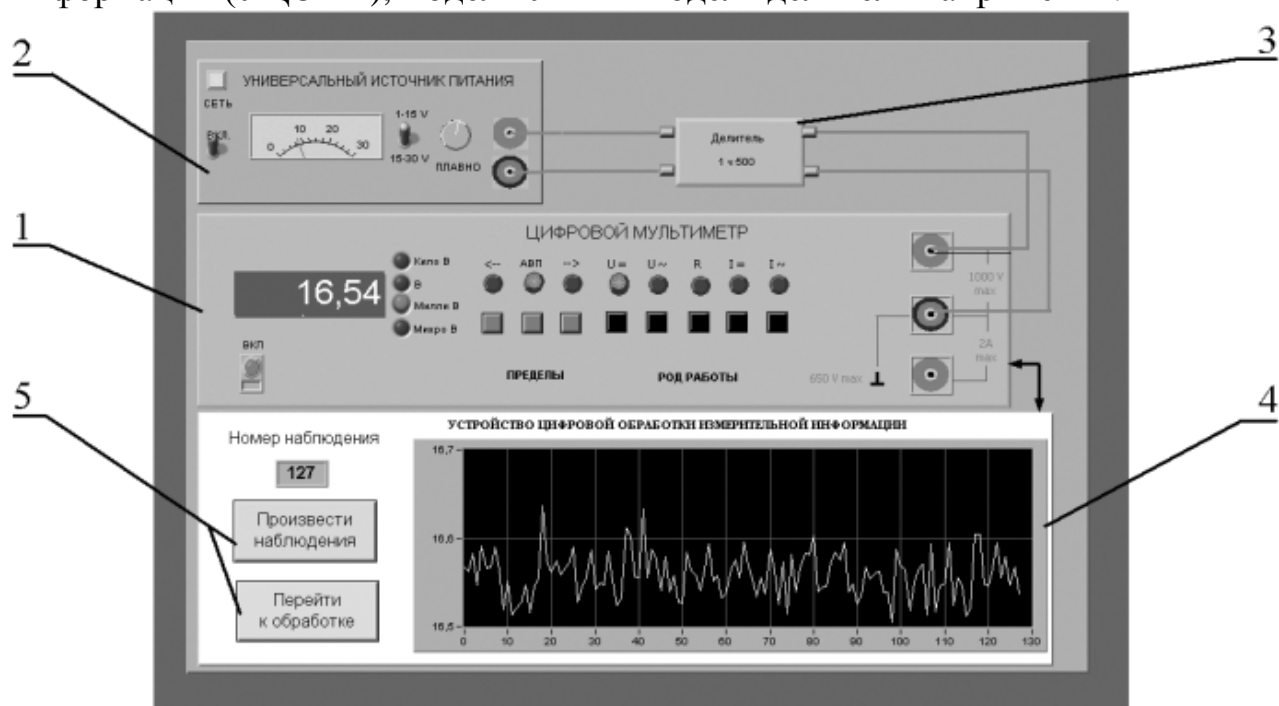 2
3
УНИВЕРСАЛЬНЫЙ ИСТОЧНИК ПИТАНИЯ
СЕТЬ
ВКЛ.
0 10 20 30
1-15 V
15-30 V
ПЛАВНО
Делитель
1 ч 500
1
ЦИФРОВОЙ МУЛЬТИМЕТР
16,54
Кило В
В
Милли В
Микро В
<-- АВП --> U= U~ R I= I~
ВКЛ
ПРЕДЕЛЫ
РОД РАБОТЫ
1000 V
max
2A
max
650 V max
5
4
УСТРОЙСТВО ЦИФРОВОЙ ОБРАБОТКИ ИЗМЕРИТЕЛЬНОЙ ИНФОРМАЦИИ
Номер наблюдения
127
Произвести
наблюдения
Перейти
к обработке
16,7
16,6
16,5
0 10 20 30 40 50 60 70 80 90 100 110 120 130